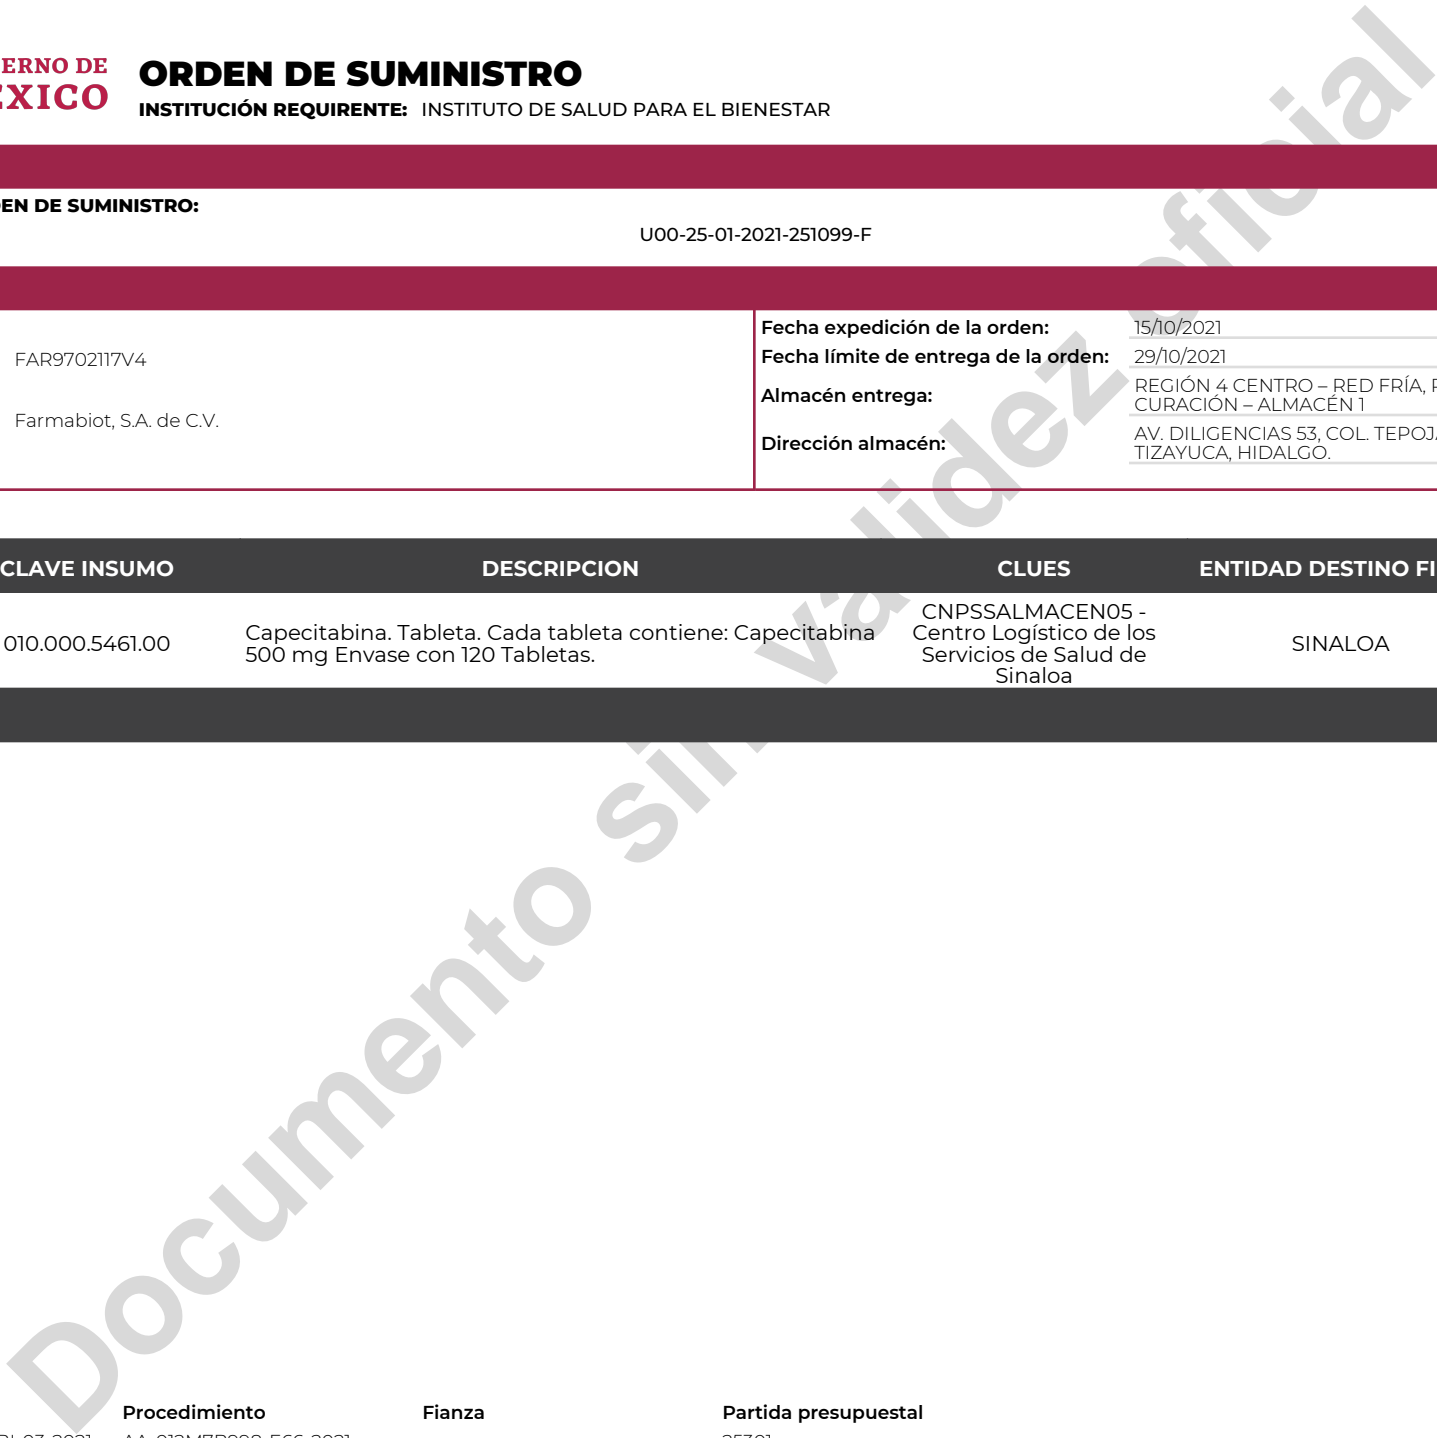 ERNO DE
EXICO
ORDEN DE SUMINISTRO
INSTITUCIÓN REQUIRENTE: INSTITUTO DE SALUD PARA EL BIENESTAR
EN DE SUMINISTRO:
U00-25-01-2021-251099-F
FAR9702117V4
Farmabiot, S.A. de C.V.
Fecha expedición de la orden: 15/10/2021
Fecha límite de entrega de la orden: 29/10/2021
Almacén entrega: REGIÓN 4 CENTRO – RED FRÍA,
CURACIÓN – ALMACÉN 1
Dirección almacén: AV. DILIGENCIAS 53, COL. TEPOJ
TIZAYUCA, HIDALGO.
CLAVE INSUMO DESCRIPCION CLUES ENTIDAD DESTINO FI
010.000.5461.00
Capecitabina. Tableta. Cada tableta contiene: Capecitabina
500 mg Envase con 120 Tabletas.
CNPSSALMACEN05 -
Centro Logístico de los
Servicios de Salud de
Sinaloa
SINALOA
Documento sin validez oficial
Procedimiento Fianza Partida presupuestal